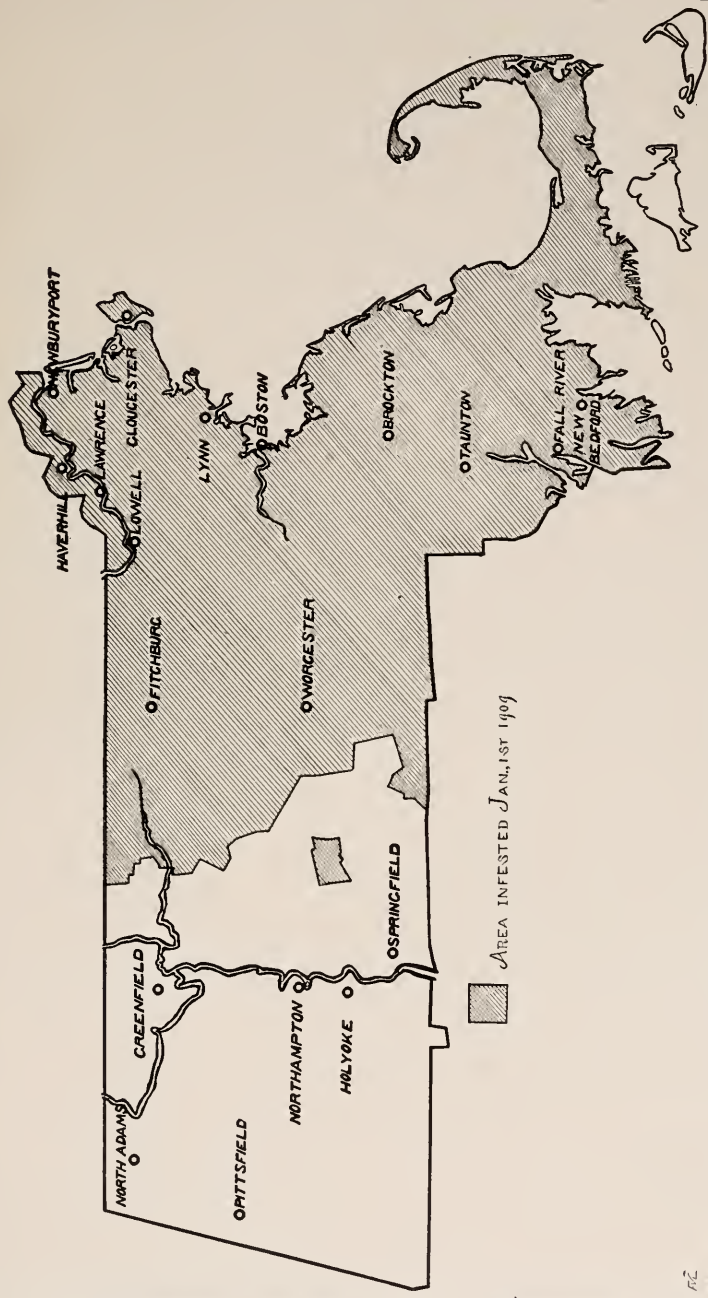 NEWBURYPORT
HAVERHILL
LAWRENCE
GLOUCESTER
LOWELL
LYNN
BOSTON
FITCHBURG
WORCESTER
BROCKTON
TAUNTON
FALL RIVER
NEW
BEDFORD
GREENFIELD
NORTH ADAMS
PITTSFIELD
NORTHAMPTON
HOLYOKE
SPRINGFIELD
AREA INFESTED JAN., 1ST 1909